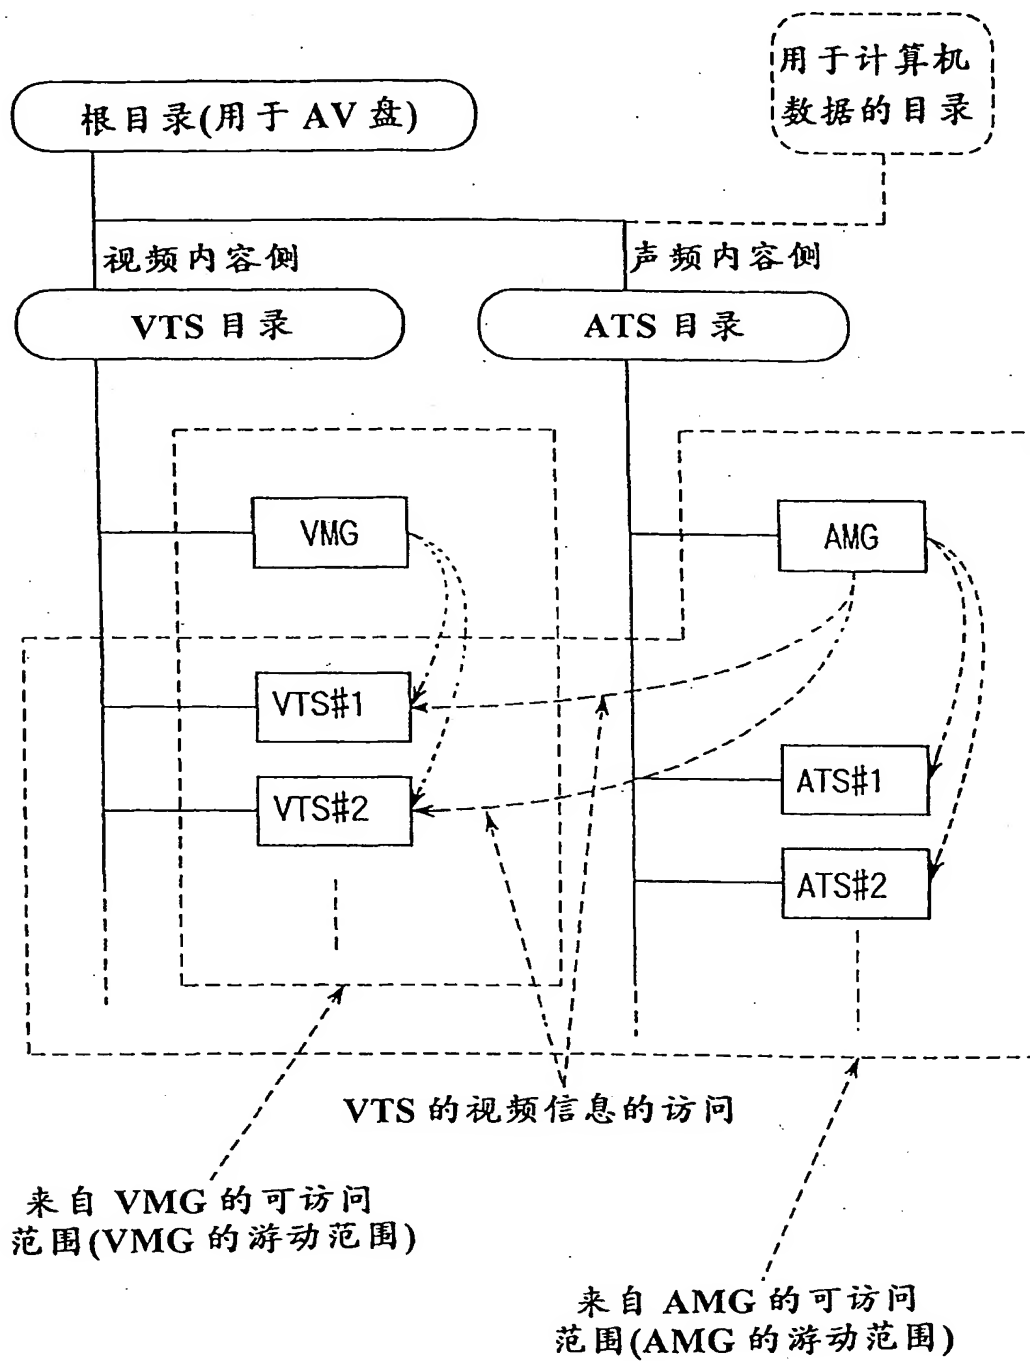 用于计算机
数据的目录
根目录(用于 AV 盘)
视频内容侧
声频内容侧
VTS 目录
ATS 目录
VMG
AMG
VTS#1
VTS#2
ATS#1
ATS#2
VTS 的视频信息的访问
来自 VMG 的可访问
范围(VMG 的游动范围)
来自 AMG 的可访问
范围(AMG 的游动范围)